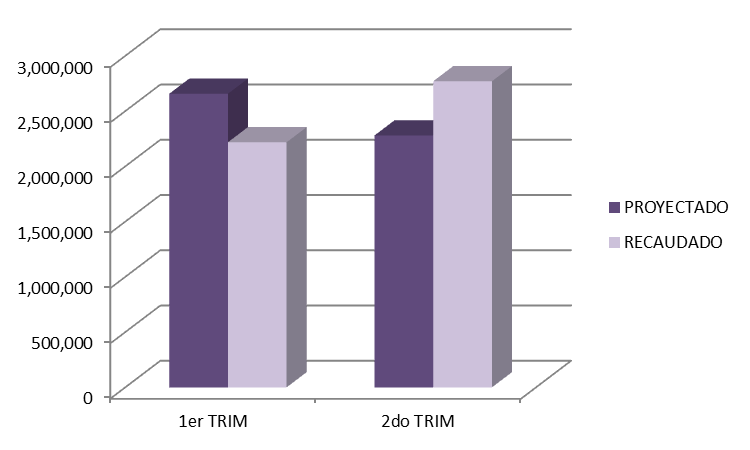 3,000,000
2,500,000
2,000,000
1,500,000
1,000,000
500,000
0
1er TRIM
2do TRIM
PROYECTADO
RECAUDADO